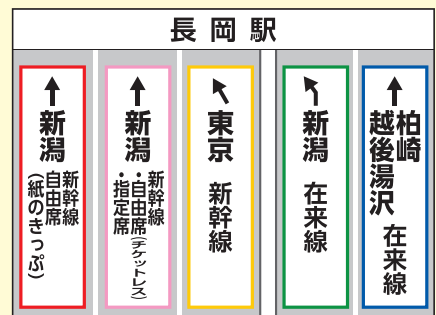 長岡駅
新潟
新幹線
自由席
(紙のきっぷ)
新潟
新幹線
・自由席(チケットレス)
・指定席
東京
新幹線
新潟
在来線
柏崎
越後湯沢
在来線